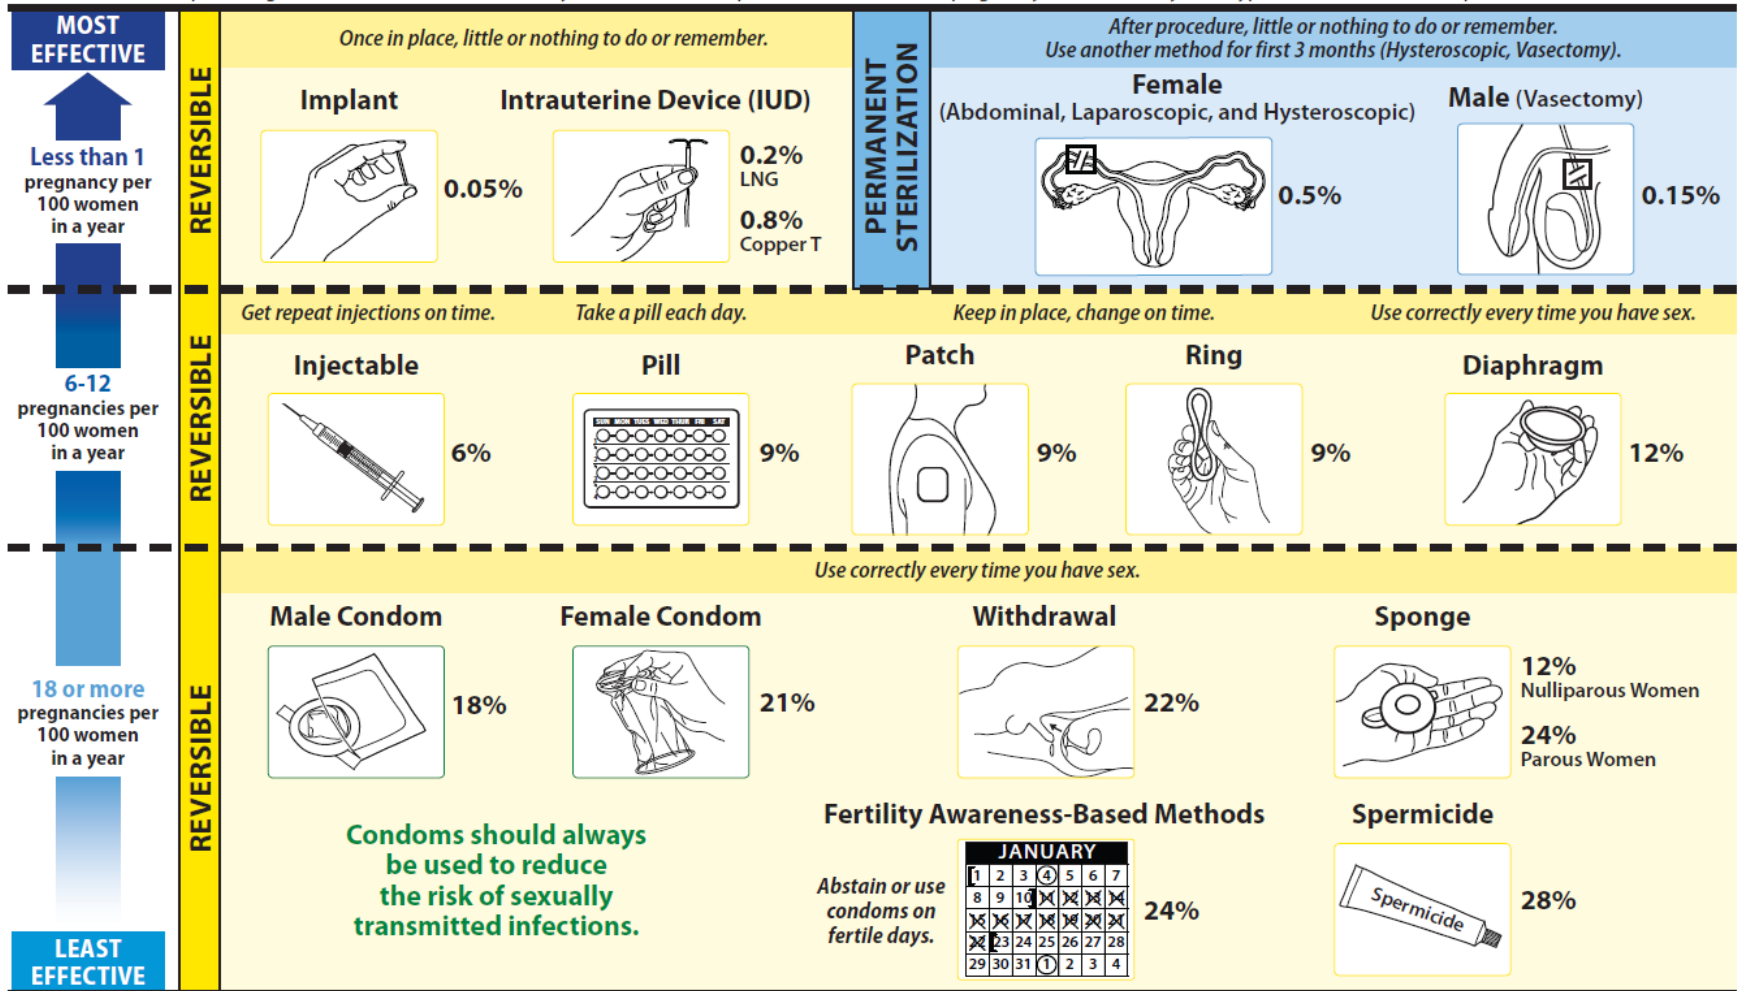 MOST
EFFECTIVE
Less than 1
pregnancy per
100 women
in a year
6-12
pregnancies per
100 women
in a year
18 or more
pregnancies per
100 women
in a year
LEAST
EFFECTIVE
REVERSIBLE
Once in place, little or nothing to do or remember.
Implant
0.05%
Intrauterine Device (IUD)
0.2%
LNG
0.8%
Copper T
PERMANENT
STERILIZATION
After procedure, little or nothing to do or remember.
Use another method for first 3 months (Hysteroscopic, Vasectomy).
Female
(Abdominal, Laparoscopic, and Hysteroscopic)
0.5%
Male (Vasectomy)
0.15%
REVERSIBLE
Get repeat injections on time.
Take a pill each day.
Keep in place, change on time.
Use correctly every time you have sex.
Injectable
6%
Pill
SUN MON TUES WED THUR FRI SAT
9%
Patch
9%
Ring
9%
Diaphragm
12%
REVERSIBLE
Use correctly every time you have sex.
Male Condom
18%
Female Condom
21%
Withdrawal
22%
Sponge
12%
Nulliparous Women
24%
Parous Women
Condoms should always
be used to reduce
the risk of sexually
transmitted infections.
Fertility Awareness-Based Methods
Abstain or use
condoms on
fertile days.
JANUARY
1 2 3 4 5 6 7
8 9 10 11 12 13 14
15 16 17 18 19 20 21
22 23 24 25 26 27 28
29 30 31 1 2 3 4
24%
Spermicide
Spermicide
28%